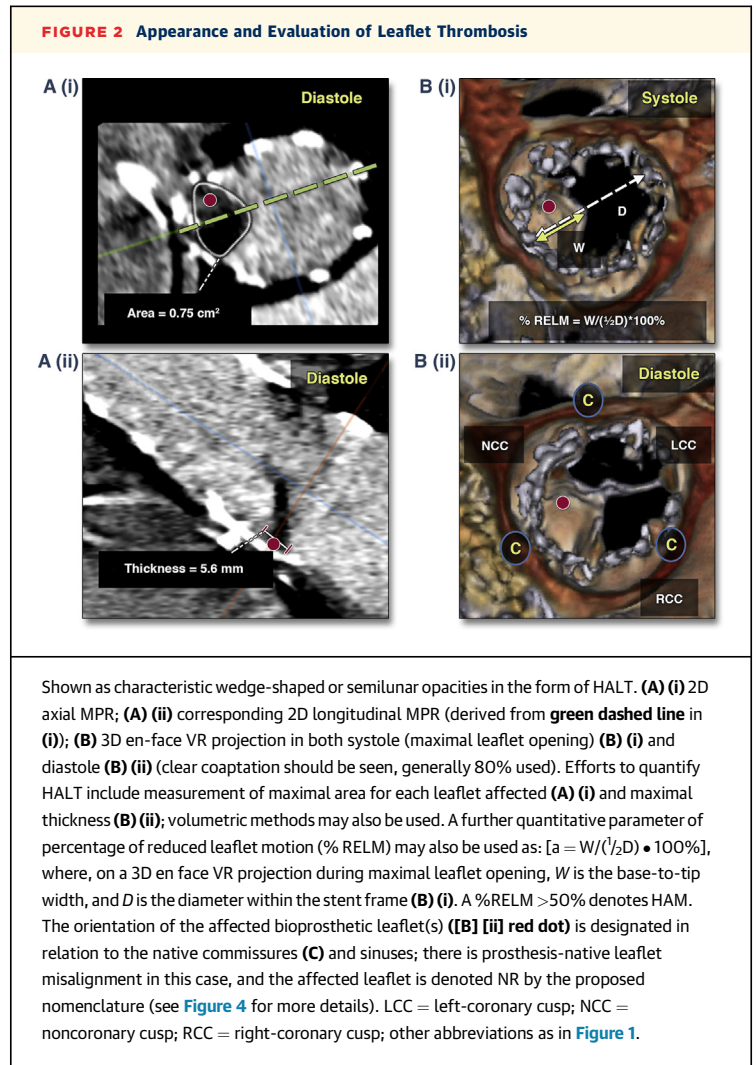 FIGURE 2 Appearance and Evaluation of Leaflet Thrombosis
A (i)
Diastole
Area = 0.75 cm²
B (i)
Systole
D
W
% RELM = W/(½D)*100%
A (ii)
Diastole
Thickness = 5.6 mm
B (ii)
Diastole
C
NCC
LCC
C
C
RCC
Shown as characteristic wedge-shaped or semilunar opacities in the form of HALT. (A) (i) 2D
axial MPR; (A) (ii) corresponding 2D longitudinal MPR (derived from green dashed line in
(i)); (B) 3D en-face VR projection in both systole (maximal leaflet opening) (B) (i) and
diastole (B) (ii) (clear coaptation should be seen, generally 80% used). Efforts to quantify
HALT include measurement of maximal area for each leaflet affected (A) (i) and maximal
thickness (B) (ii); volumetric methods may also be used. A further quantitative parameter of
percentage of reduced leaflet motion (% RELM) may also be used as: [a = W/(½D) • 100%],
where, on a 3D en face VR projection during maximal leaflet opening, W is the base-to-tip
width, and D is the diameter within the stent frame (B) (i). A %RELM >50% denotes HAM.
The orientation of the affected bioprosthetic leaflet(s) ([B] [ii] red dot) is designated in
relation to the native commissures (C) and sinuses; there is prosthesis-native leaflet
misalignment in this case, and the affected leaflet is denoted NR by the proposed
nomenclature (see Figure 4 for more details). LCC = left-coronary cusp; NCC =
noncoronary cusp; RCC = right-coronary cusp; other abbreviations as in Figure 1.